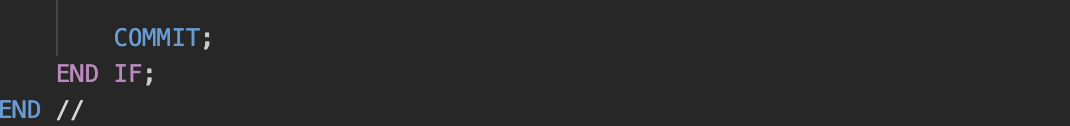 COMMIT;
END IF;
END //